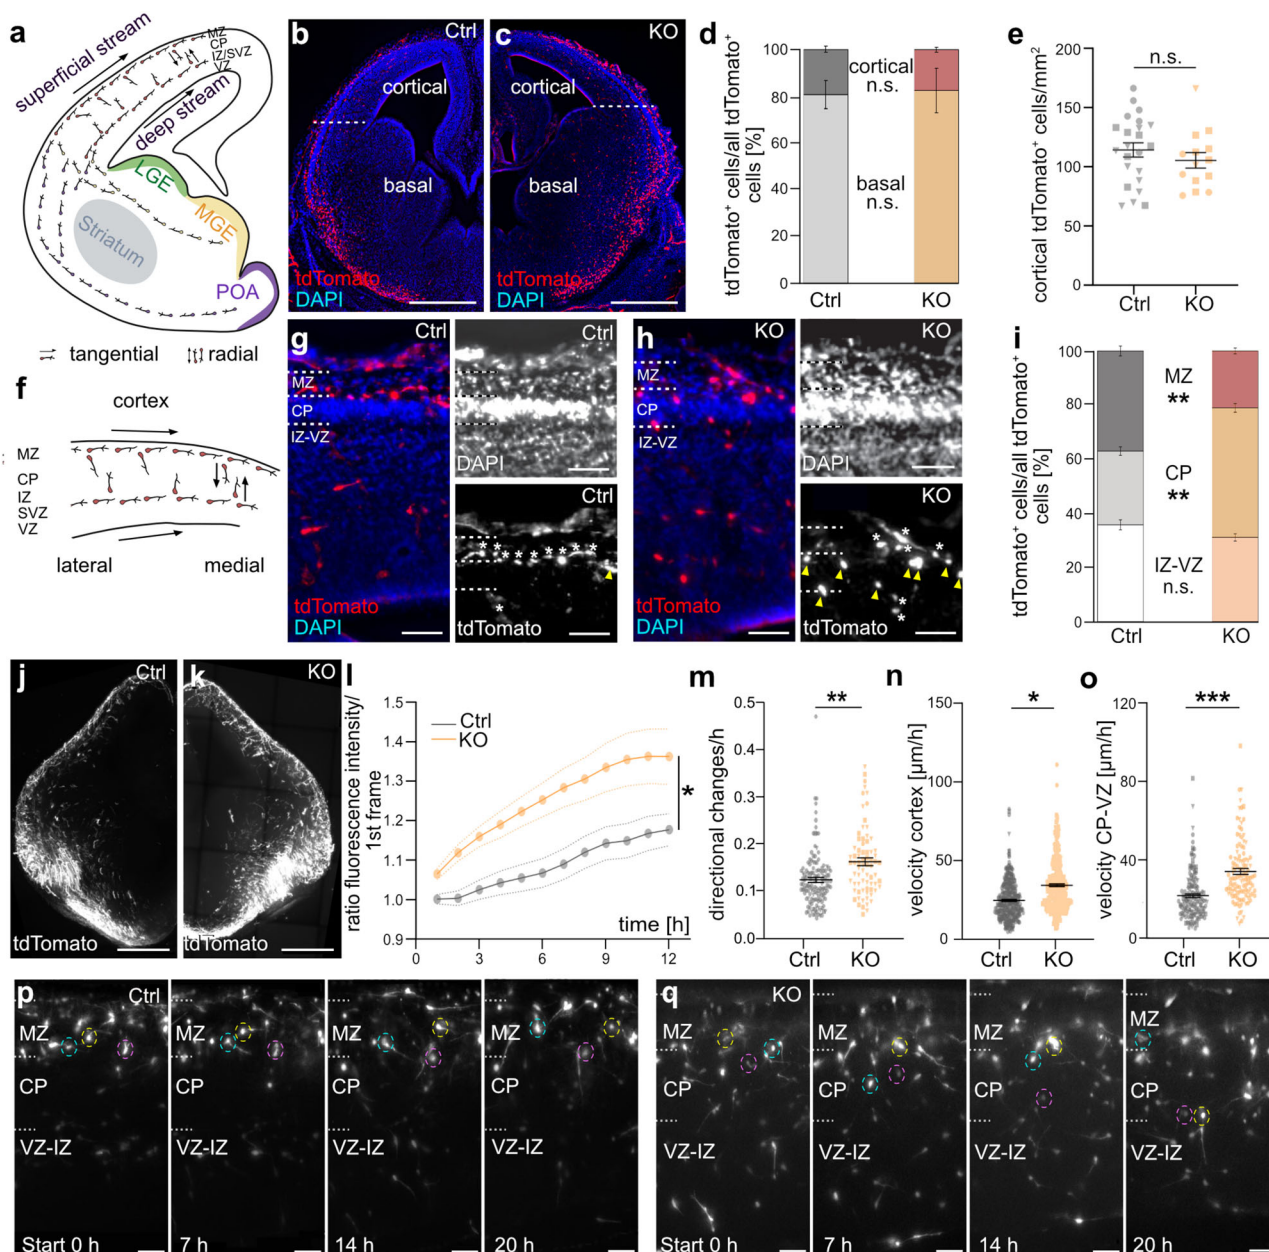 a
superficial stream
MZ
CP
IZ/SVZ
VZ
deep stream
LGE
MGE
Striatum
POA
tangential
radial
b
Ctrl
cortical
basal
tdTomato
DAPI
c
KO
cortical
basal
tdTomato
DAPI
d
tdTomato⁺ cells/all tdTomato⁺
cells [%]
100
80
60
40
20
0
cortical
n.s.
basal
n.s.
Ctrl
KO
e
cortical tdTomato⁺ cells/mm²
200
150
100
50
0
n.s.
Ctrl
KO
f
cortex
MZ
CP
IZ
SVZ
VZ
lateral
medial
g
Ctrl
MZ
CP
IZ-VZ
tdTomato
DAPI
Ctrl
DAPI
Ctrl
tdTomato
h
KO
MZ
CP
IZ-VZ
tdTomato
DAPI
KO
DAPI
KO
tdTomato
i
tdTomato⁺ cells/all tdTomato⁺
cells [%]
100
80
60
40
20
0
MZ
**
CP
**
IZ-VZ
n.s.
Ctrl
KO
j
Ctrl
tdTomato
k
KO
tdTomato
l
ratio fluorescence intensity/
1st frame
1.5
1.4
1.3
1.2
1.1
1.0
0.9
Ctrl
KO
*
time [h]
0
3
6
9
12
m
directional changes/h
0.5
0.4
0.3
0.2
0.1
0.0
**
Ctrl
KO
n
velocity cortex [µm/h]
150
100
50
0
*
Ctrl
KO
o
velocity CP-VZ [µm/h]
120
80
40
0
***
Ctrl
KO
p
Ctrl
MZ
CP
VZ-IZ
Start 0 h
MZ
CP
VZ-IZ
7 h
MZ
CP
VZ-IZ
14 h
MZ
CP
VZ-IZ
20 h
q
KO
MZ
CP
VZ-IZ
Start 0 h
MZ
CP
VZ-IZ
7 h
MZ
CP
VZ-IZ
14 h
MZ
CP
VZ-IZ
20 h